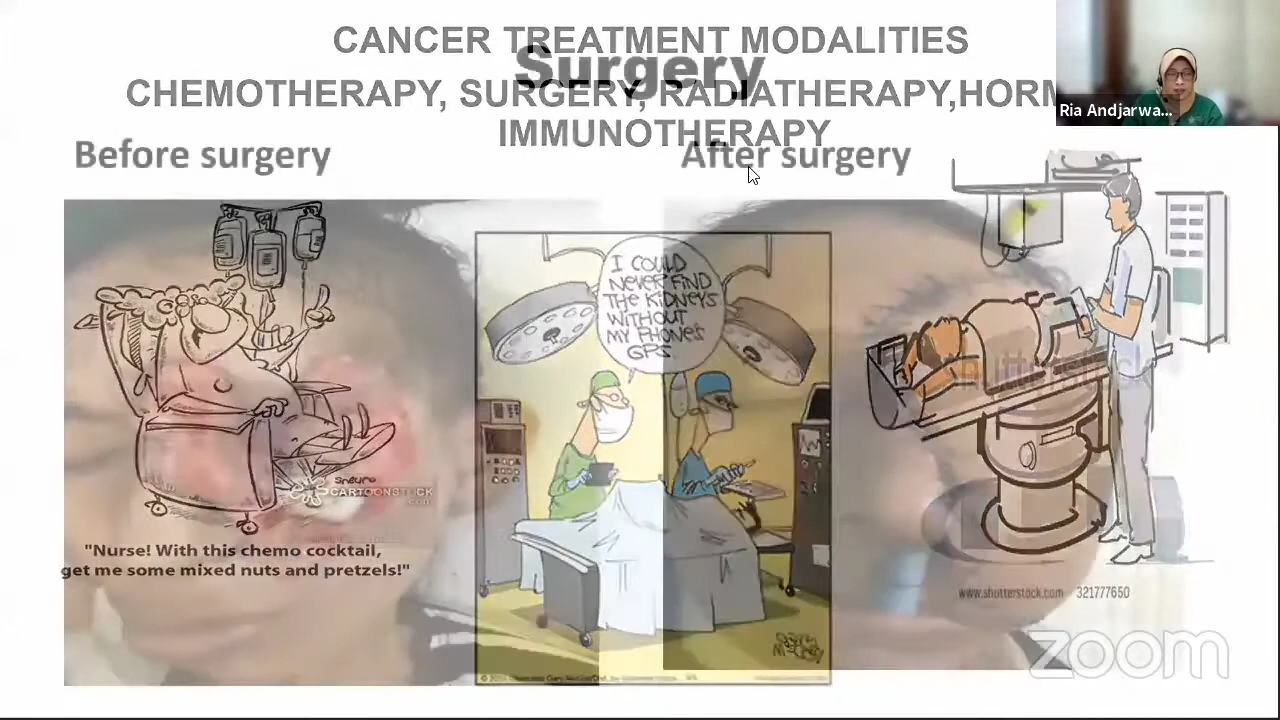 CANCER TREATMENT MODALITIES
Surgery
CHEMOTHERAPY, SURGERY, RADIATHERAPY,HORM
IMMUNOTHERAPY
Ria Andjarwa...
Before surgery
After surgery
I COULD
NEVER FIND
THE KIDNEYS
WITHOUT
MY PHONE'S
GPS.
CARTOONSTOCK
.com
"Nurse! With this chemo cocktail,
get me some mixed nuts and pretzels!"
shutterstock
www.shutterstock.com 321777650
zoom